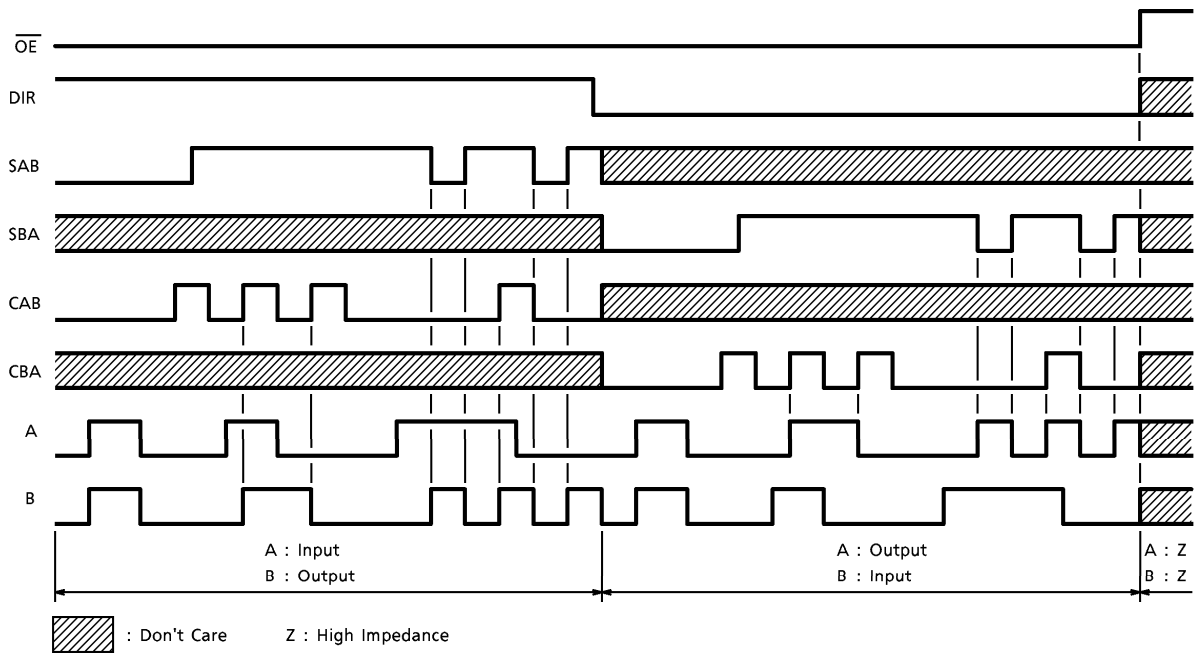 OE
DIR
SAB
SBA
CAB
CBA
A
B
A : Input
B : Output
A : Output
B : Input
A : Z
B : Z
: Don't Care
Z : High Impedance